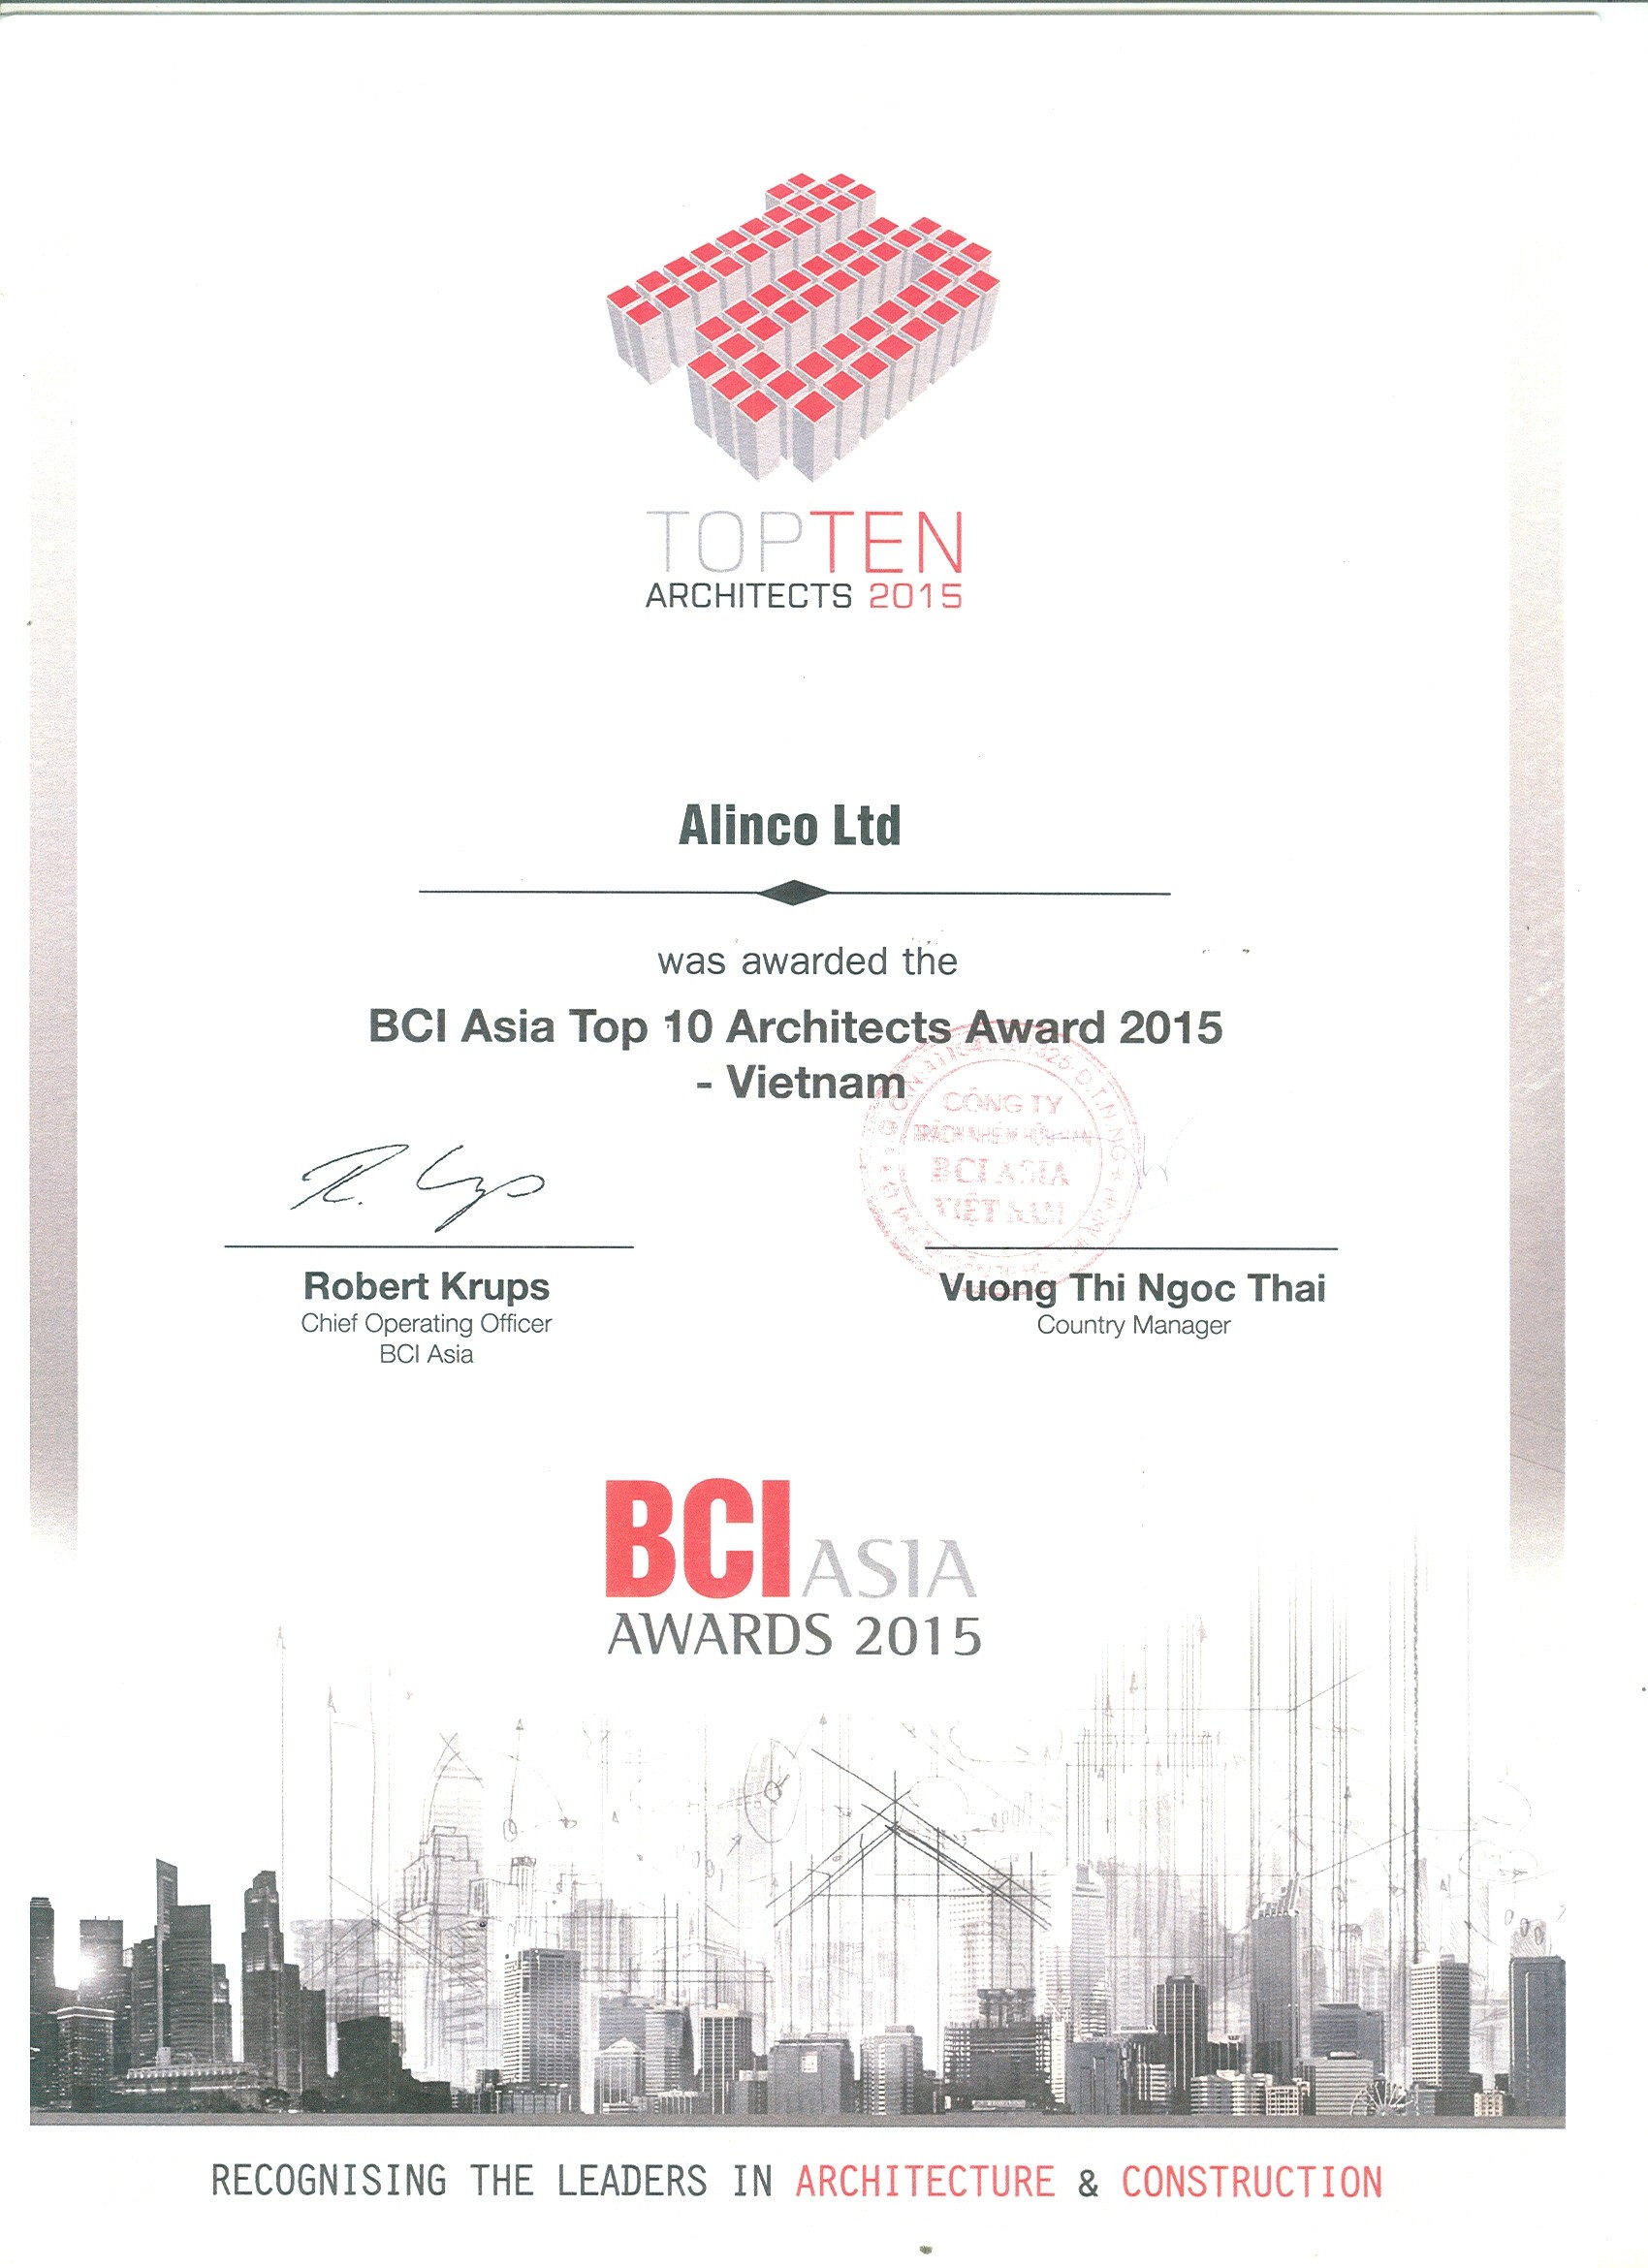 TOPTEN
ARCHITECTS 2015
Alinco Ltd
was awarded the
BCI Asia Top 10 Architects Award 2015
- Vietnam
CÔNG TY
TRÁCH NHIỆM HỮU HẠN
BCI ASIA
VIỆT NAM
R. Krups
Robert Krups
Chief Operating Officer
BCI Asia
Vuong Thi Ngoc Thai
Country Manager
BCI ASIA
AWARDS 2015
RECOGNISING THE LEADERS IN ARCHITECTURE & CONSTRUCTION